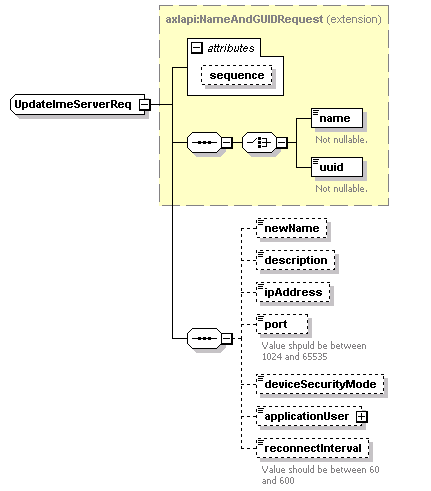 axlapi:NameAndGUIDRequest (extension)
attributes
sequence
UpdateImeServerReq
name
Not nullable.
uuid
Not nullable.
newName
description
ipAddress
port
Value shpuld be between
1024 and 65535
deviceSecurityMode
applicationUser
reconnectInterval
Value should be between 60
and 600